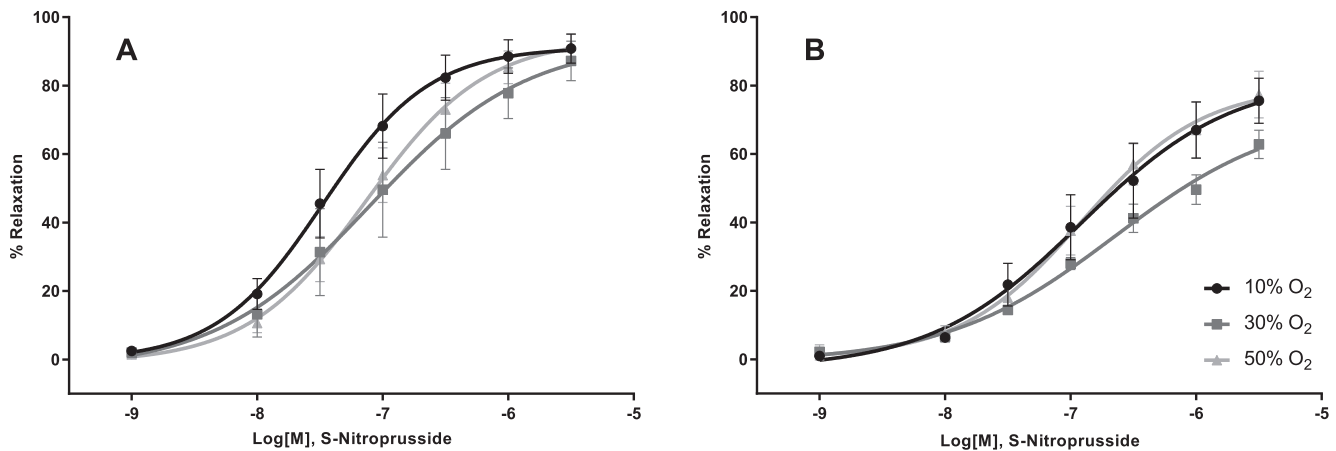 A
% Relaxation
100
80
60
40
20
0
-9 -8 -7 -6 -5
Log[M], S-Nitroprusside
B
% Relaxation
100
80
60
40
20
0
10% O2
30% O2
50% O2
-9 -8 -7 -6 -5
Log[M], S-Nitroprusside